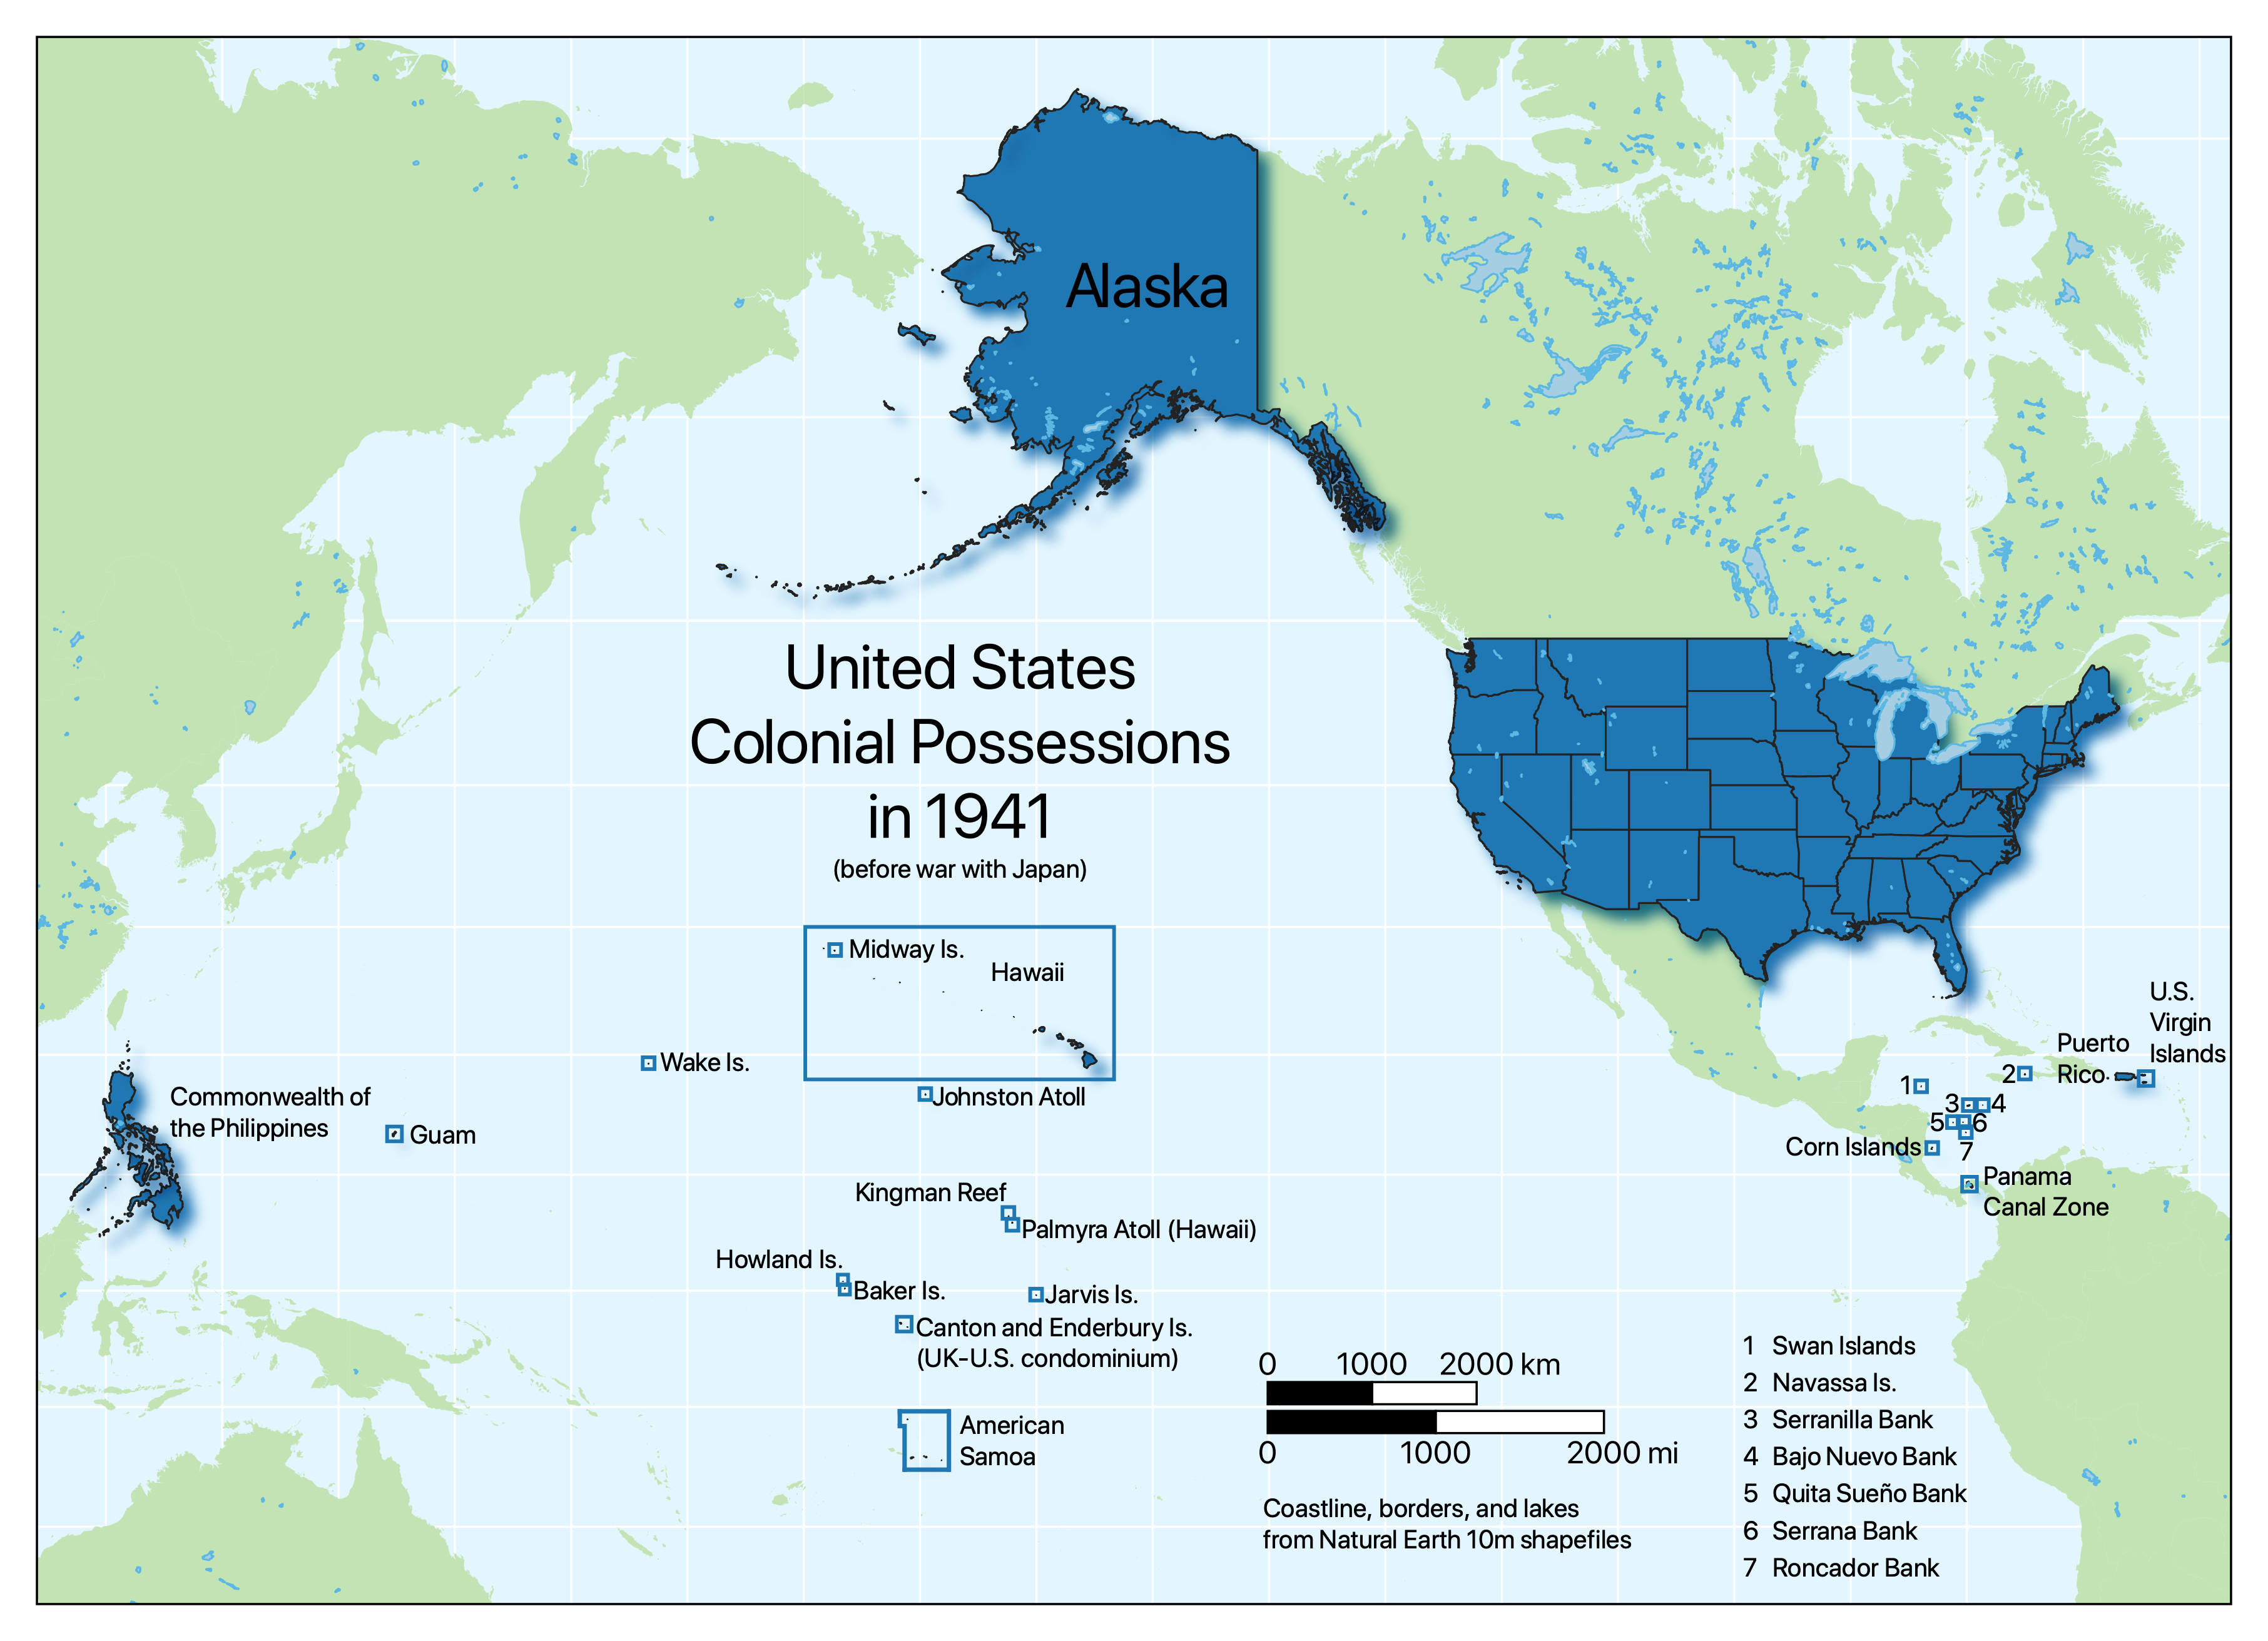 Alaska
United States
Colonial Possessions
in 1941
(before war with Japan)
Midway Is.
Hawaii
Wake Is.
Johnston Atoll
Commonwealth of
the Philippines
Guam
Kingman Reef
Palmyra Atoll (Hawaii)
Howland Is.
Baker Is.
Jarvis Is.
Canton and Enderbury Is.
(UK-U.S. condominium)
American
Samoa
U.S.
Virgin
Islands
Puerto
Rico
1
2
3
4
5
6
7
Corn Islands
Panama
Canal Zone
0 1000 2000 km
0 1000 2000 mi
Coastline, borders, and lakes
from Natural Earth 10m shapefiles
1 Swan Islands
2 Navassa Is.
3 Serranilla Bank
4 Bajo Nuevo Bank
5 Quita Sueño Bank
6 Serrana Bank
7 Roncador Bank